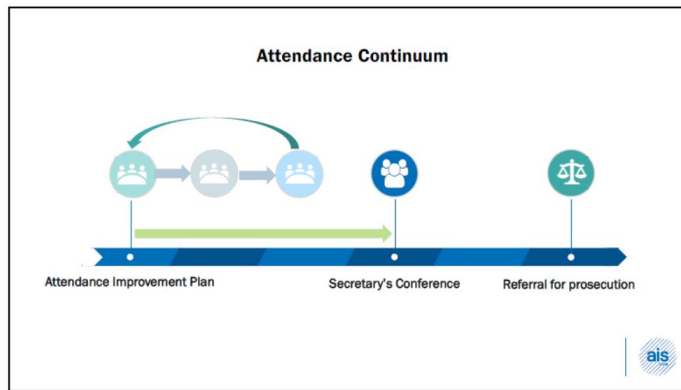 Attendance Continuum
Attendance Improvement Plan
Secretary's Conference
Referral for prosecution
ais